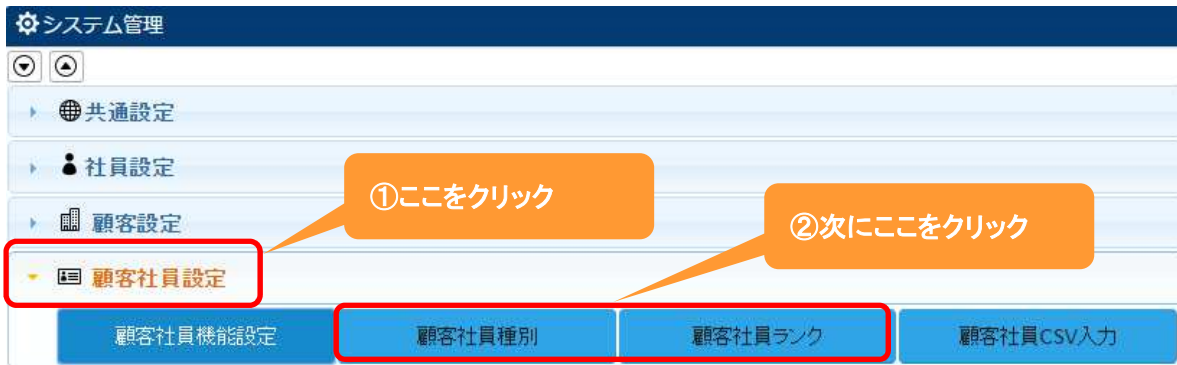 システム管理
共通設定
社員設定
①ここをクリック
顧客設定
②次にここをクリック
顧客社員設定
顧客社員機能設定
顧客社員種別
顧客社員ランク
顧客社員CSV入力